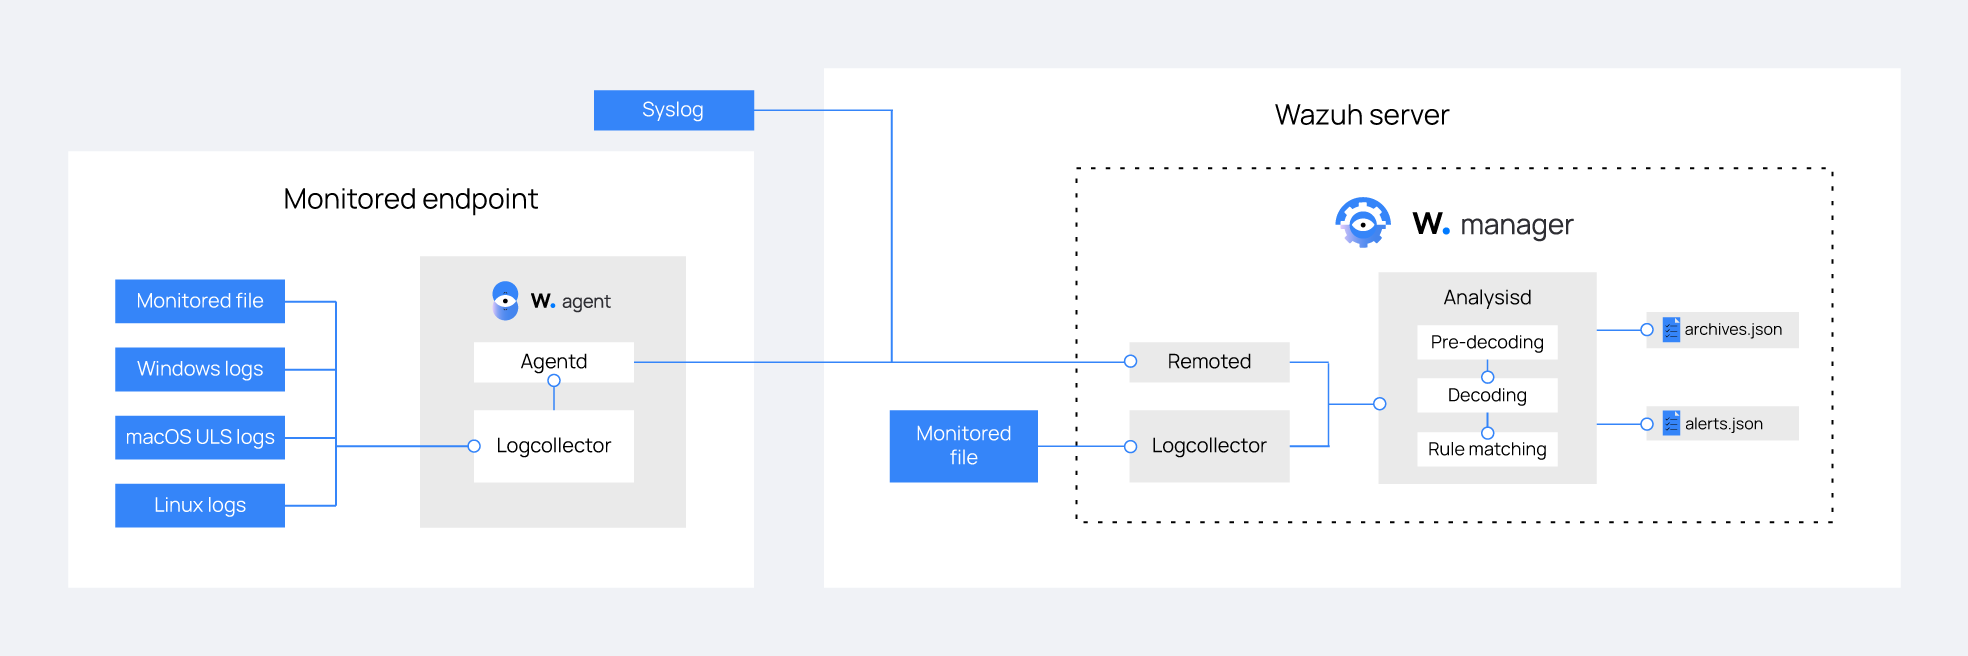 Syslog
Wazuh server
Monitored endpoint
W. manager
Monitored file
Windows logs
macOS ULS logs
Linux logs
W. agent
Agentd
Logcollector
Monitored
file
Remoted
Logcollector
Analysisd
Pre-decoding
Decoding
Rule matching
archives.json
alerts.json